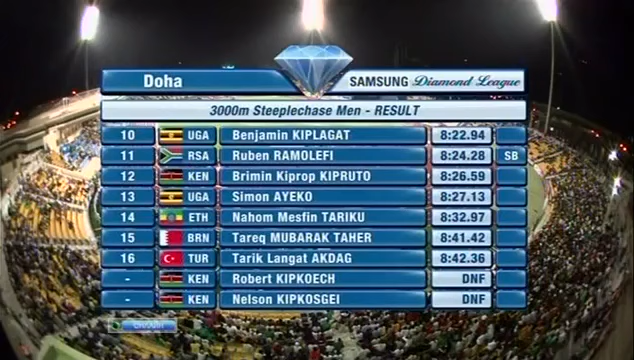 Doha SAMSUNG Diamond League
3000m Steeplechase Men - RESULT
10 UGA Benjamin KIPLAGAT 8:22.94
11 RSA Ruben RAMOLEFI 8:24.28 SB
12 KEN Brimin Kiprop KIPRUTO 8:26.59
13 UGA Simon AYEKO 8:27.13
14 ETH Nahom Mesfin TARIKU 8:32.97
15 BRN Tareq MUBARAK TAHER 8:41.42
16 TUR Tarik Langat AKDAG 8:42.36
- KEN Robert KIPKOECH DNF
- KEN Nelson KIPKOSGEI DNF